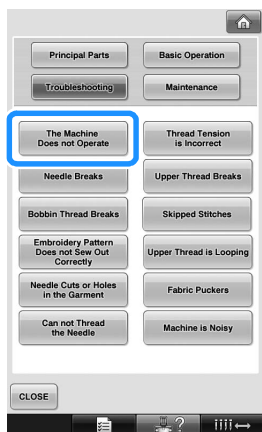 Principal Parts
Basic Operation
Troubleshooting
Maintenance
The Machine
Does not Operate
Thread Tension
is Incorrect
Needle Breaks
Upper Thread Breaks
Bobbin Thread Breaks
Skipped Stitches
Embroidery Pattern
Does not Sew Out
Correctly
Upper Thread is Looping
Needle Cuts or Holes
in the Garment
Fabric Puckers
Can not Thread
the Needle
Machine is Noisy
CLOSE
?